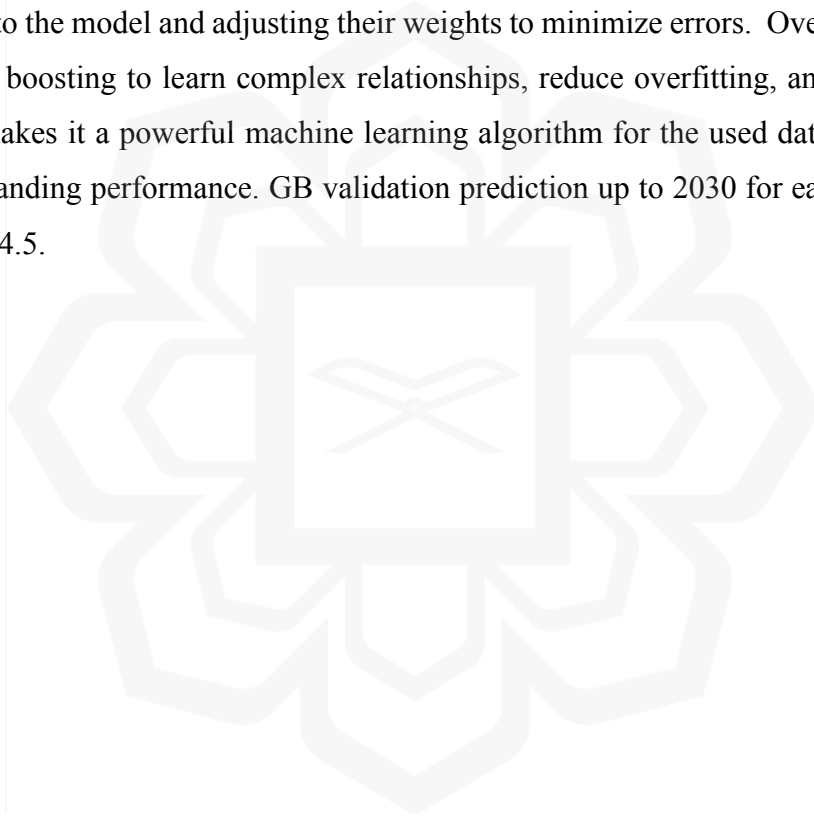 to the model and adjusting their weights to minimize errors. Ove
boosting to learn complex relationships, reduce overfitting, an
akes it a powerful machine learning algorithm for the used dat
anding performance. GB validation prediction up to 2030 for ea
4.5.